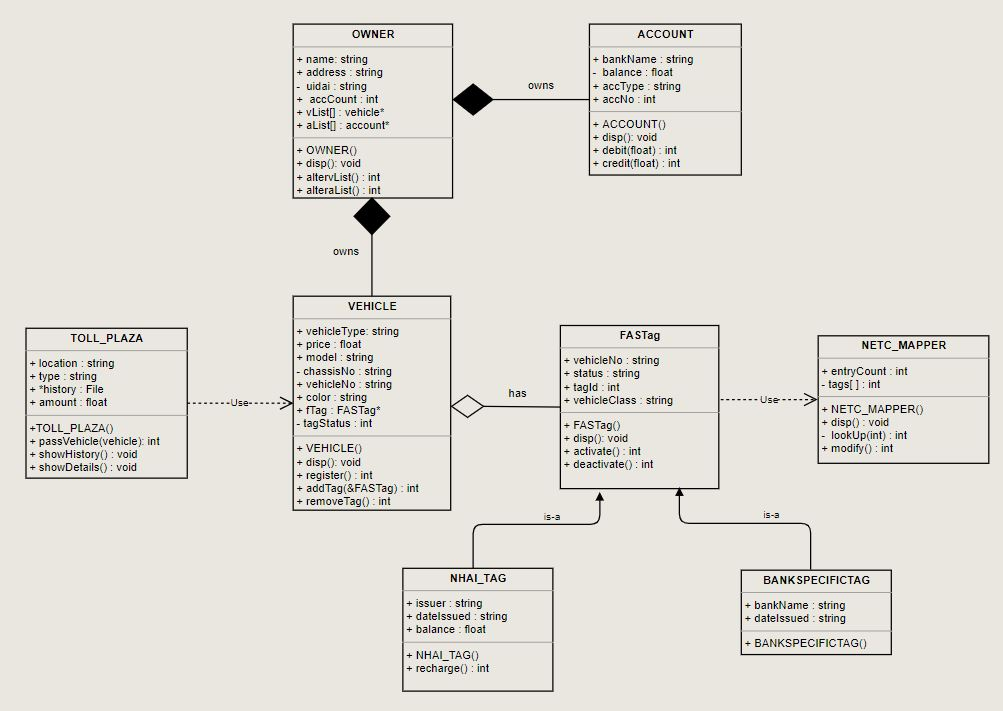 OWNER
+ name: string
+ address : string
- uidai : string
+ accCount : int
+ vList[] : vehicle*
+ aList[] : account*
+ OWNER()
+ disp(): void
+ altervList() : int
+ alteraList() : int
owns
ACCOUNT
+ bankName : string
- balance : float
+ accType : string
+ accNo : int
+ ACCOUNT()
+ disp(): void
+ debit(float) : int
+ credit(float) : int
owns
TOLL_PLAZA
+ location : string
+ type : string
+ *history : File
+ amount : float
+TOLL_PLAZA()
+ passVehicle(vehicle): int
+ showHistory() : void
+ showDetails() : void
Use
VEHICLE
+ vehicleType: string
+ price : float
+ model : string
- chassisNo : string
+ vehicleNo : string
+ color : string
+ fTag : FASTag*
- tagStatus : int
+ VEHICLE()
+ disp(): void
+ register() : int
+ addTag(&FASTag) : int
+ removeTag() : int
has
FASTag
+ vehicleNo : string
+ status : string
+ tagId : int
+ vehicleClass : string
+ FASTag()
+ disp(): void
+ activate() : int
+ deactivate() : int
Use
NETC_MAPPER
+ entryCount : int
- tags[ ] : int
+ NETC_MAPPER()
+ disp() : void
- lookUp(int) : int
+ modify() : int
is-a
is-a
NHAI_TAG
+ issuer : string
+ dateIssued : string
+ balance : float
+ NHAI_TAG()
+ recharge() : int
BANKSPECIFICTAG
+ bankName : string
+ dateIssued : string
+ BANKSPECIFICTAG()